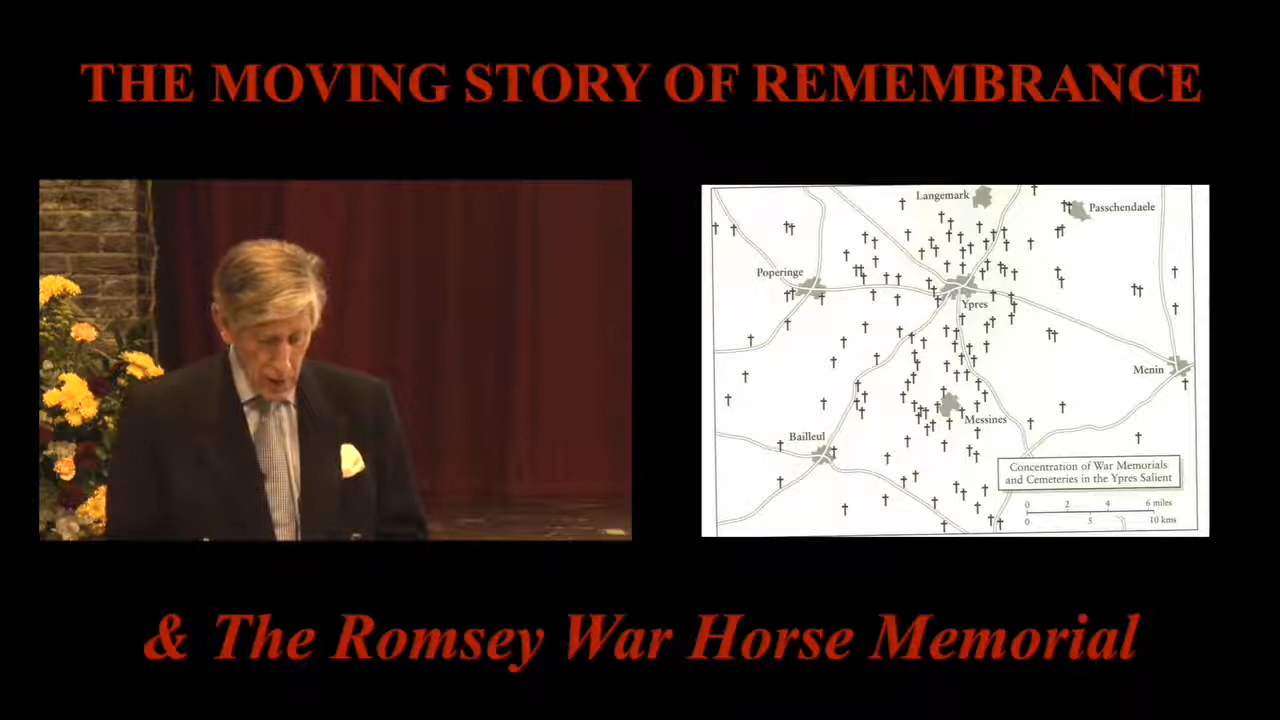 THE MOVING STORY OF REMEMBRANCE
Langemark
Passchendaele
Poperinge
Ypres
Menin
Messines
Bailleul
Concentration of War Memorials
and Cemeteries in the Ypres Salient
0 2 4 6 miles
0 5 10 kms
& The Romsey War Horse Memorial